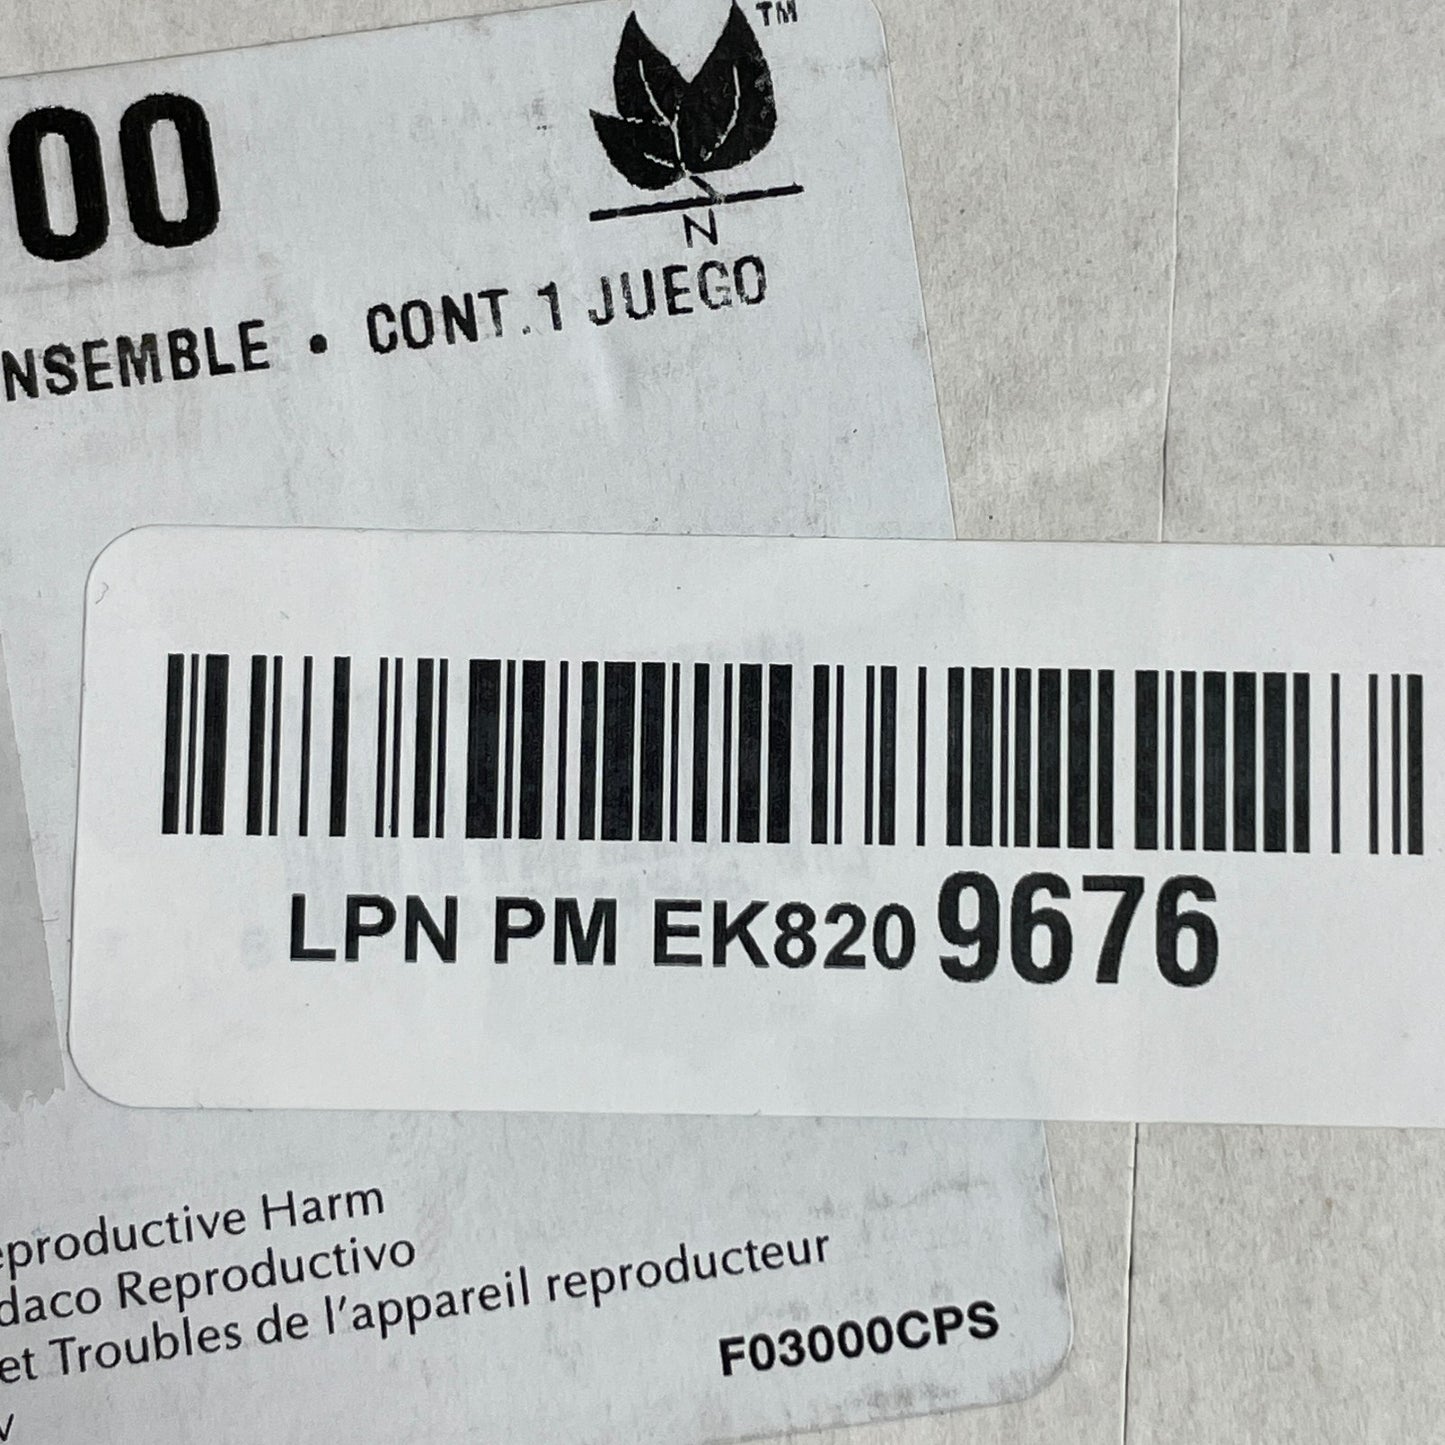 ™
00
N
NSEMBLE • CONT. 1 JUEGO
LPN PM EK820 9676
eproductive Harm
daco Reproductivo
et Troubles de l'appareil reproducteur
F03000CPS
v